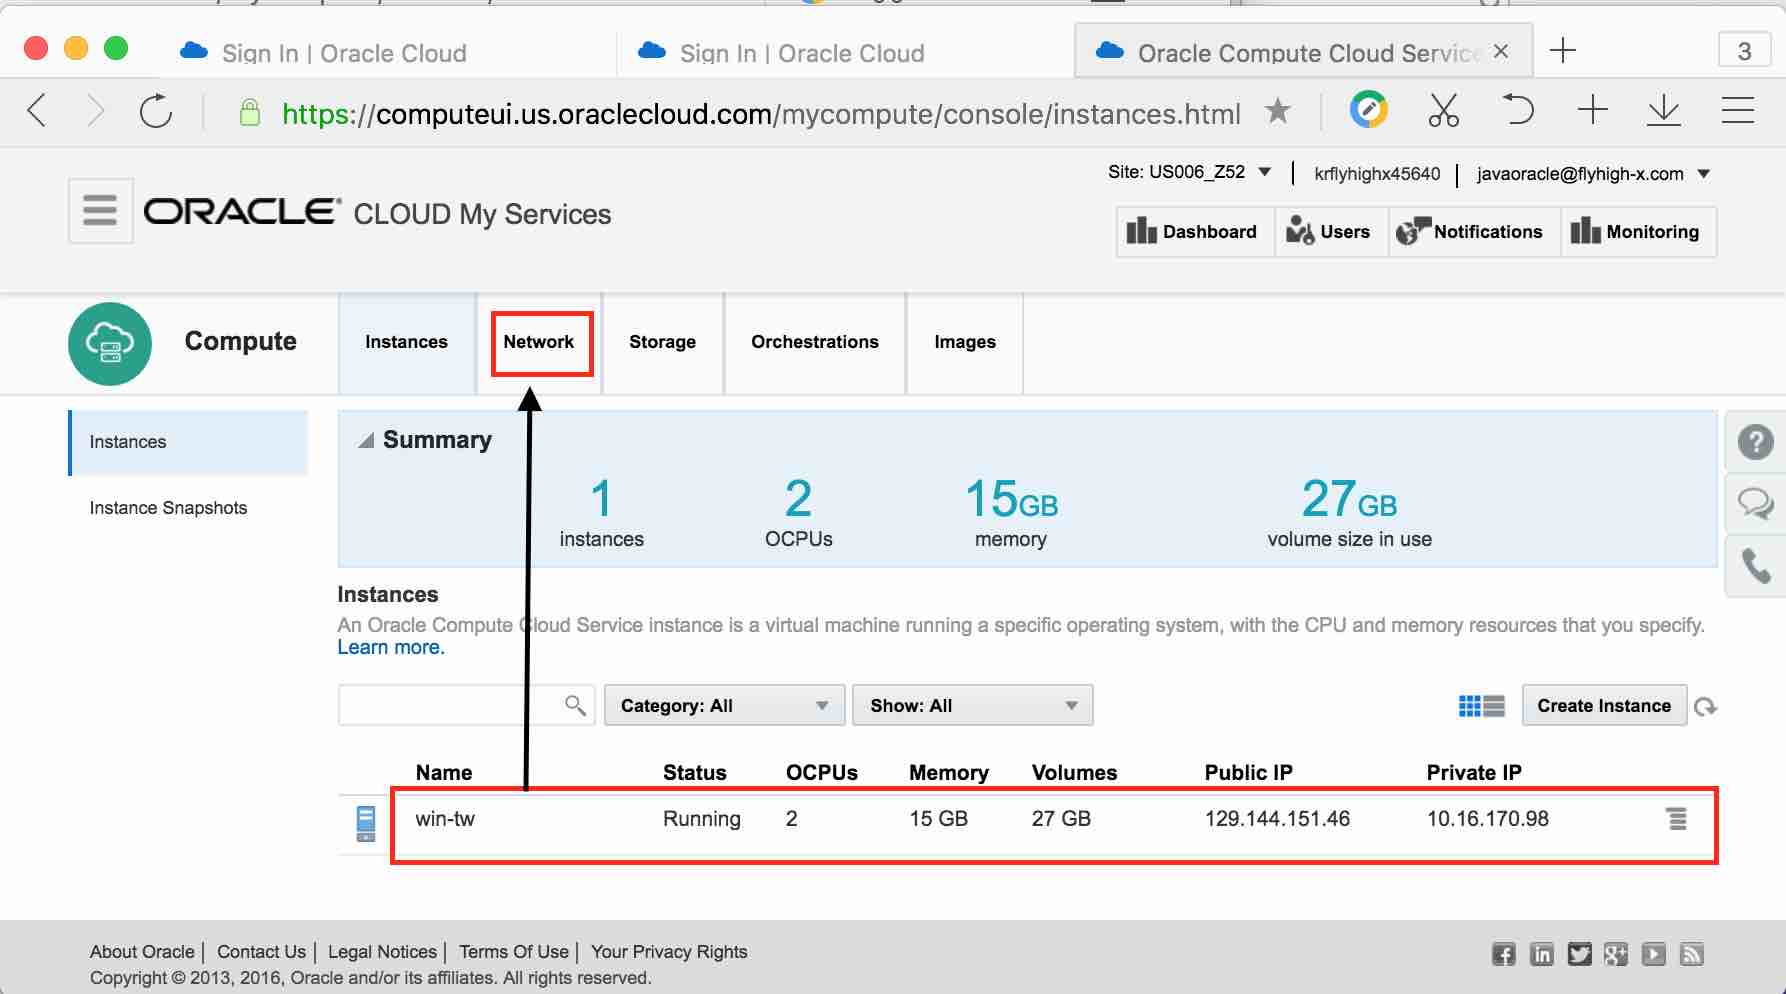 Sign In | Oracle Cloud
Sign In | Oracle Cloud
Oracle Compute Cloud Service
3
https://computeui.us.oraclecloud.com/mycompute/console/instances.html
Site: US006_Z52
krflyhighx45640
javaoracle@flyhigh-x.com
ORACLE CLOUD My Services
Dashboard
Users
Notifications
Monitoring
Compute
Instances
Network
Storage
Orchestrations
Images
Instances
Instance Snapshots
Summary
1
instances
2
OCPUs
15GB
memory
27GB
volume size in use
Instances
An Oracle Compute Cloud Service instance is a virtual machine running a specific operating system, with the CPU and memory resources that you specify.
Learn more.
Category: All
Show: All
Create Instance
Name Status OCPUs Memory Volumes Public IP Private IP
win-tw Running 2 15 GB 27 GB 129.144.151.46 10.16.170.98
About Oracle | Contact Us | Legal Notices | Terms Of Use | Your Privacy Rights
Copyright © 2013, 2016, Oracle and/or its affiliates. All rights reserved.